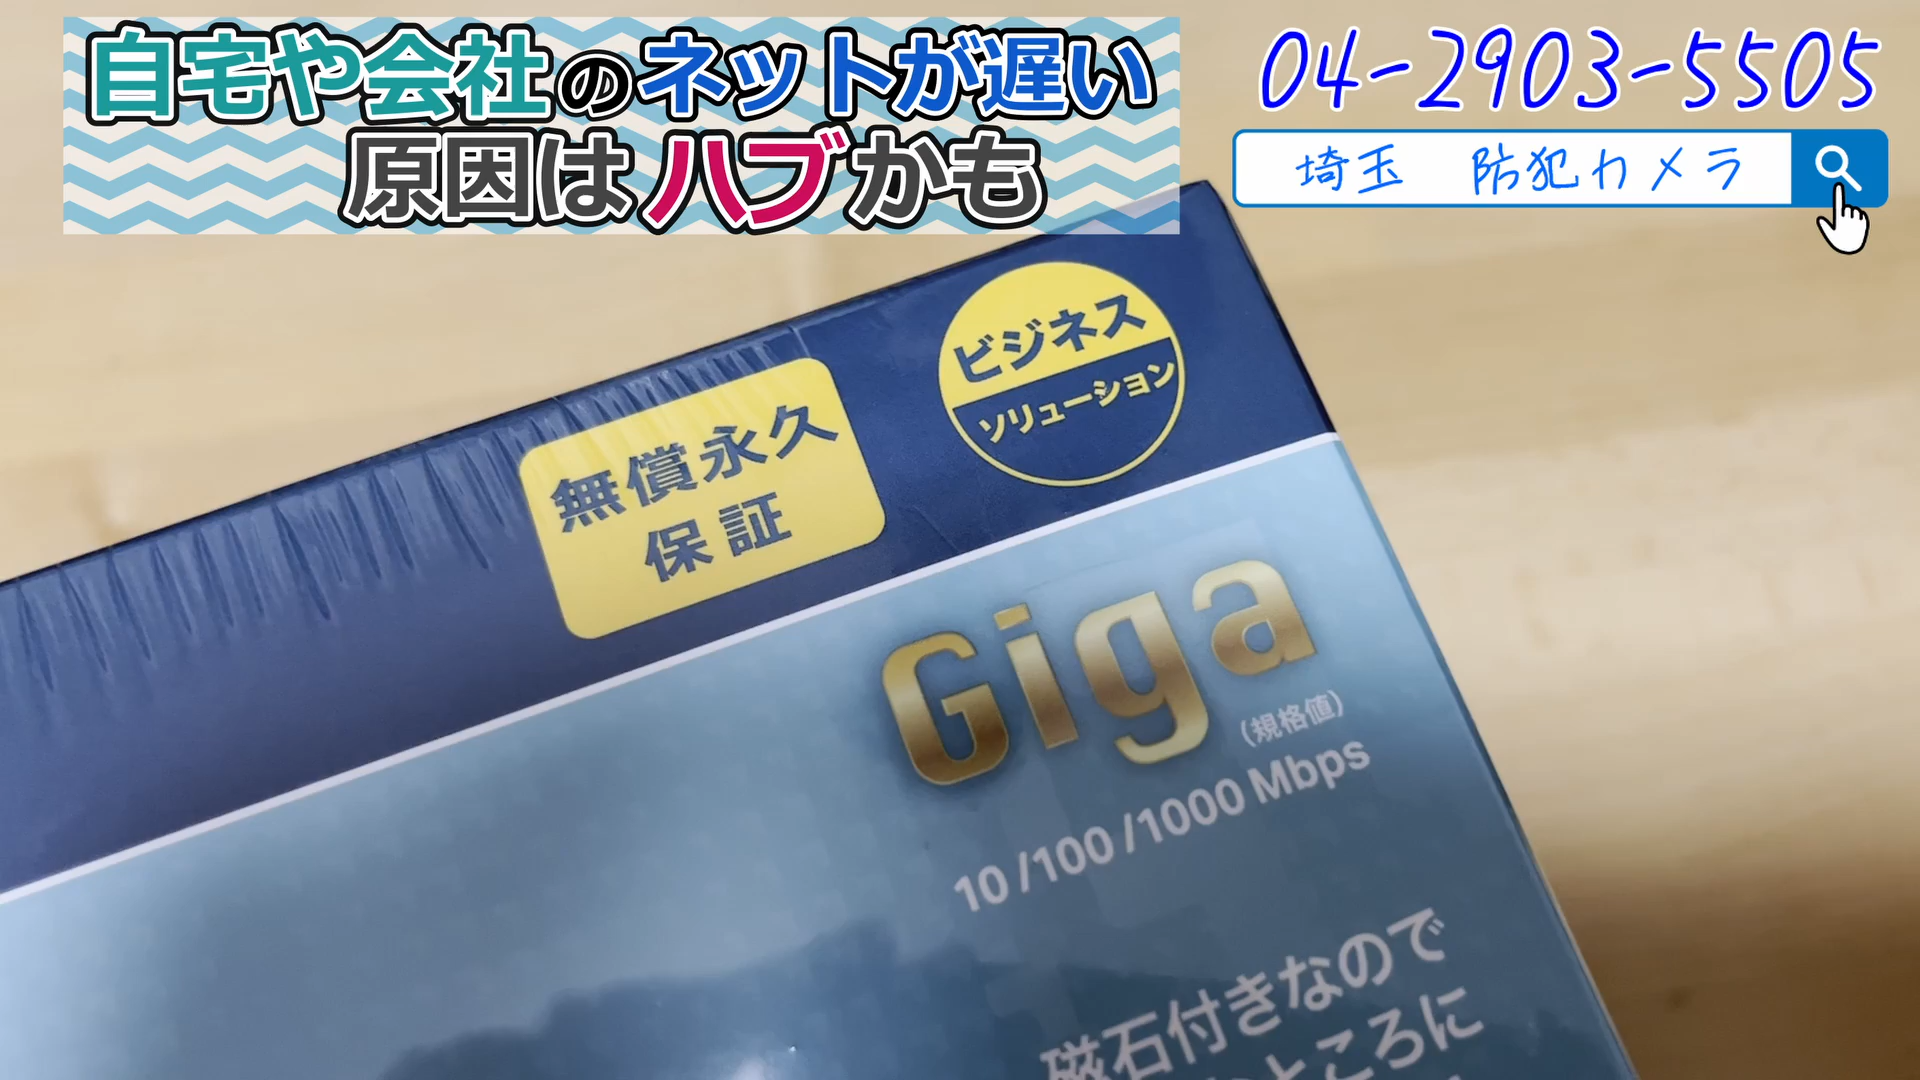 自宅や会社のネットが遅い
原因はハブかも
04-2903-5505
埼玉　防犯カメラ
ビジネス
ソリューション
無償永久
保証
Giga
(規格値)
10/100/1000 Mbps
磁石付きなので
ところに